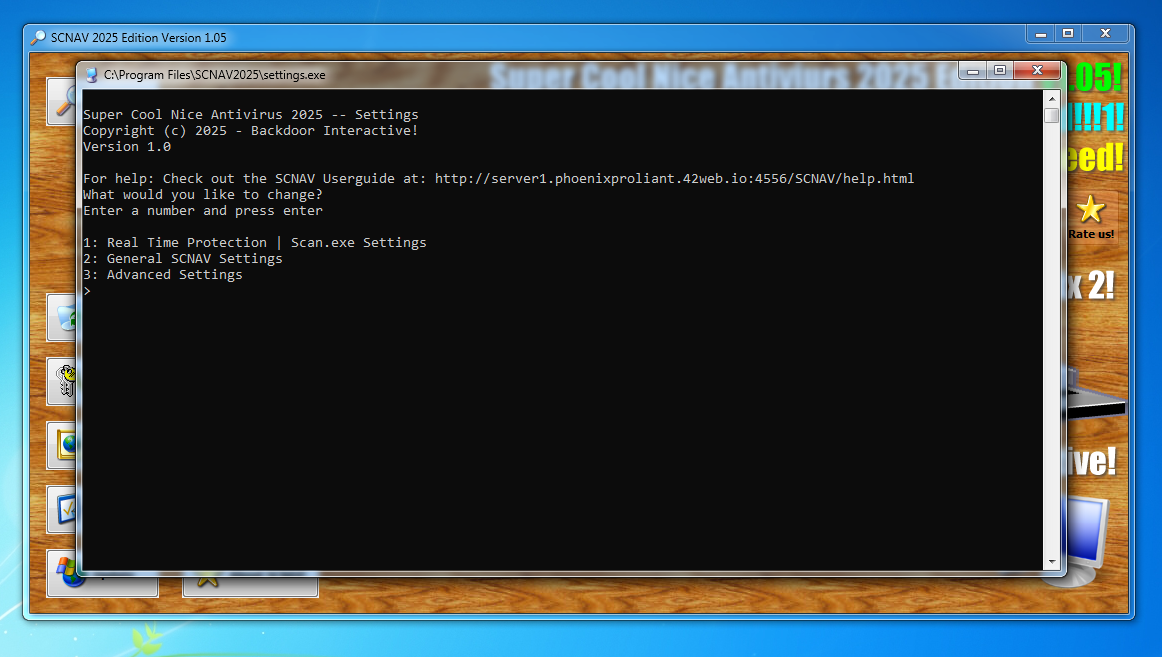 SCNAV 2025 Edition Version 1.05
C:\Program Files\SCNAV2025\settings.exe
Super Cool Nice Antivirus 2025 Edition
.05!
!!!1!
eed!
Rate us!
x 2!
ive!
Super Cool Nice Antivirus 2025 -- Settings
Copyright (c) 2025 - Backdoor Interactive!
Version 1.0
For help: Check out the SCNAV Userguide at: http://server1.phoenixproliant.42web.io:4556/SCNAV/help.html
What would you like to change?
Enter a number and press enter
1: Real Time Protection | Scan.exe Settings
2: General SCNAV Settings
3: Advanced Settings
>